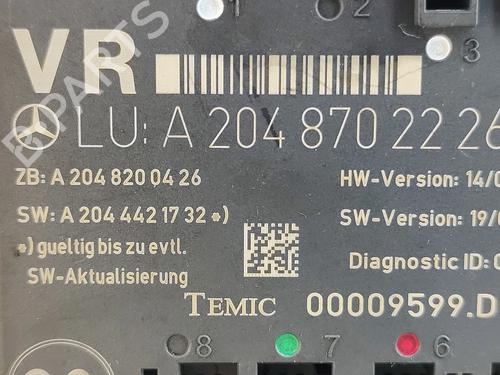 VR
3
LU: A 204 870 22 26
ZB: A 204 820 04 26
HW-Version: 14/0
SW: A 204 442 17 32 *)
SW-Version: 19/0
*) gueltig bis zu evtl.
SW-Aktualisierung
Diagnostic ID: 0
TEMIC
00009599.D
8
7
6
B-PARTS